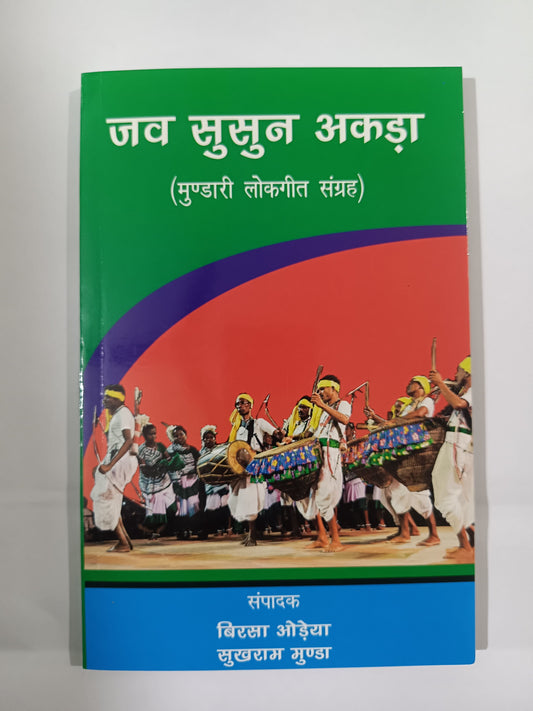 जव सुसुन अकड़ा
(मुण्डारी लोकगीत संग्रह)
संपादक
बिरसा ओड़ेया
सुखराम मुण्डा